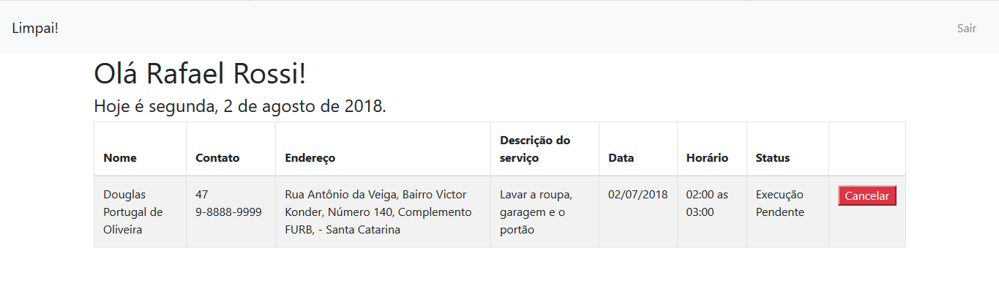 Limpai!
Sair
Olá Rafael Rossi!
Hoje é segunda, 2 de agosto de 2018.
Nome
Contato
Endereço
Descrição do
serviço
Data
Horário
Status
Douglas
Portugal de
Oliveira
47
9-8888-9999
Rua Antônio da Veiga, Bairro Victor
Konder, Número 140, Complemento
FURB, - Santa Catarina
Lavar a roupa,
garagem e o
portão
02/07/2018
02:00 as
03:00
Execução
Pendente
Cancelar